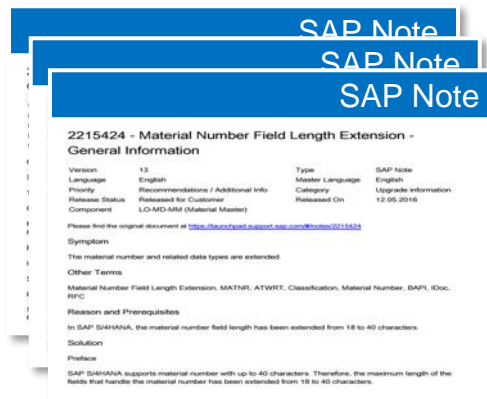 SAP Note
SAP Note
SAP Note
2215424 - Material Number Field Length Extension -
General Information
Version 13 Type SAP Note
Language English Master Language English
Priority Recommendations / Additional Info Category Upgrade information
Release Status Released for Customer Released On 12.05.2016
Component LO-MD-MM (Material Master)
Please find the original document at https://launchpad.support.sap.com/#/notes/2215424
Symptom
The material number and related data types are extended.
Other Terms
Material Number Field Length Extension, MATNR, ATWRT, Classification, Material Number, BAPI, IDoc,
RFC
Reason and Prerequisites
In SAP S/4HANA, the material number field length has been extended from 18 to 40 characters.
Solution
Preface
SAP S/4HANA supports material number with up to 40 characters. Therefore, the maximum length of the
fields that handle the material number has been extended from 18 to 40 characters.